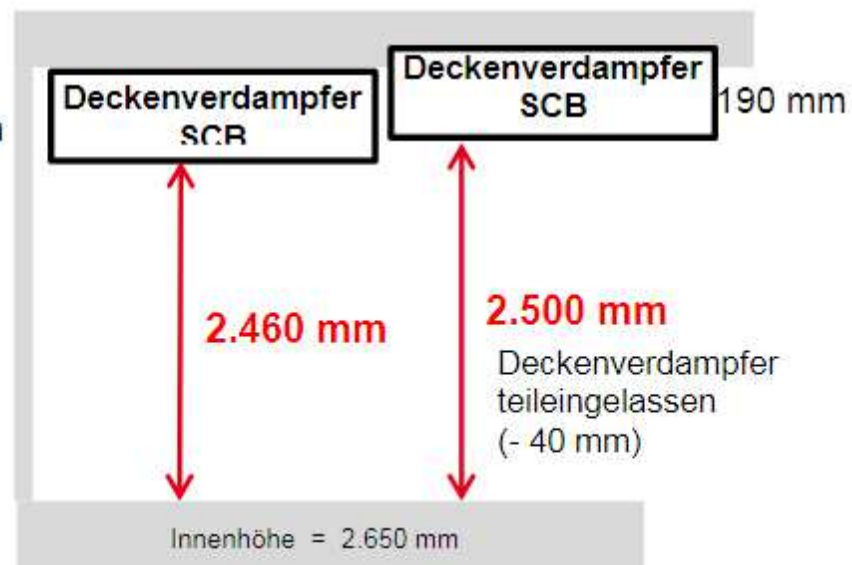 Deckenverdampfer
SCB
Deckenverdampfer
SCB
190 mm
2.460 mm
2.500 mm
Deckenverdampfer
teileingelassen
(- 40 mm)
Innenhöhe = 2.650 mm